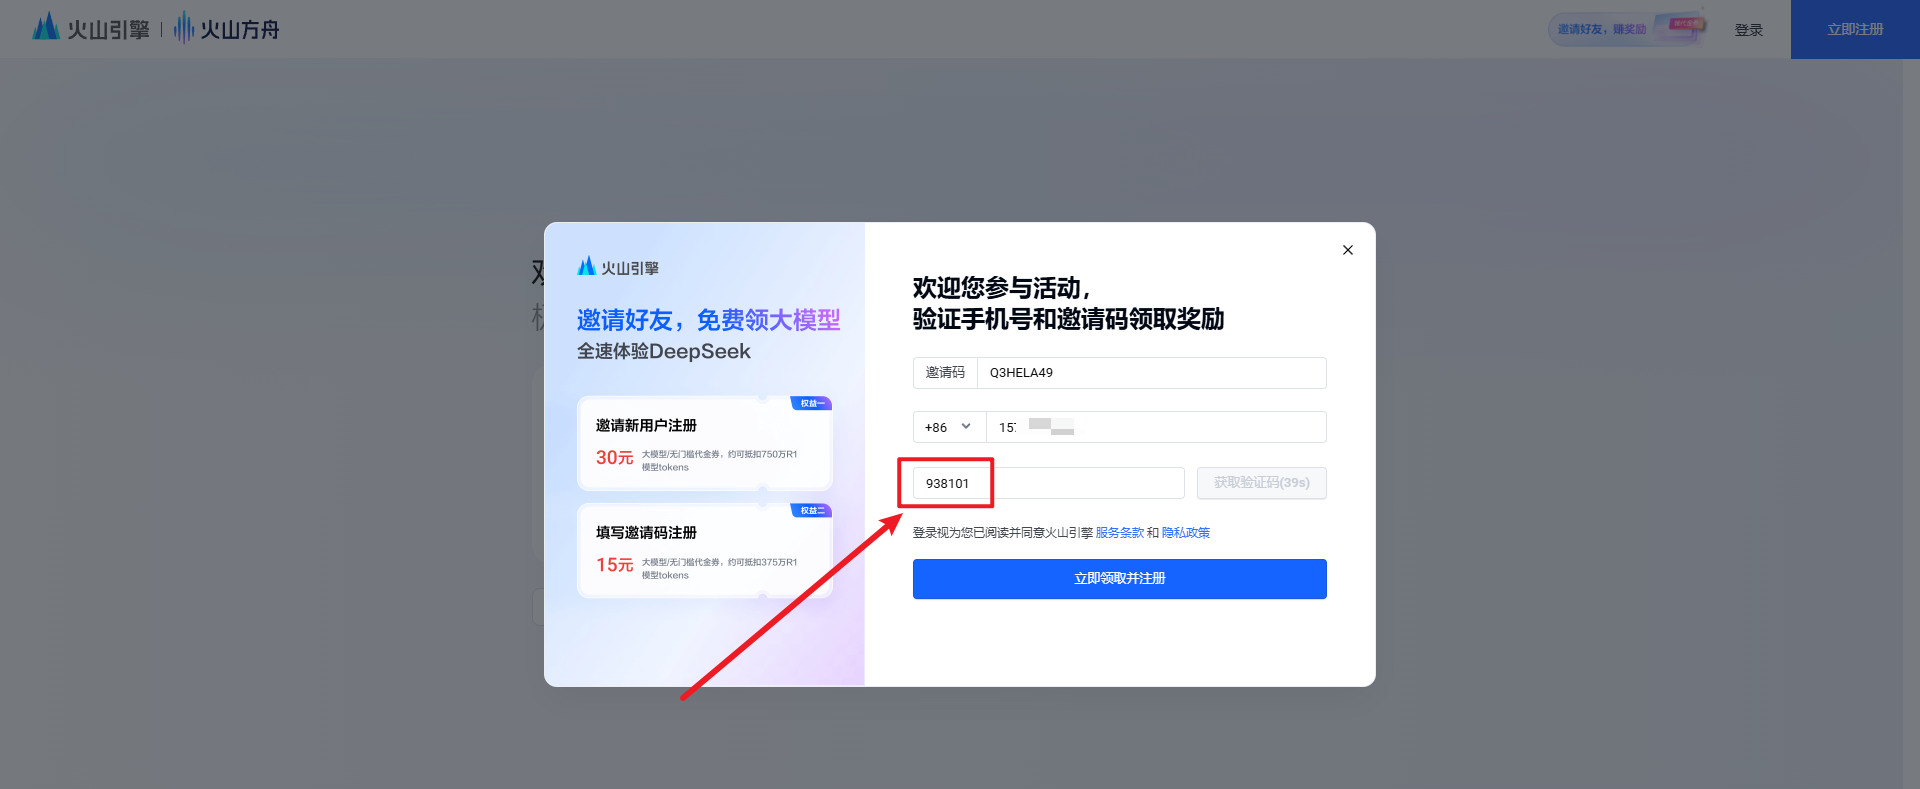 火山引擎 | 火山方舟
邀请好友，赚奖励
登录
立即注册
火山引擎
邀请好友，免费领大模型
全速体验DeepSeek
权益一
邀请新用户注册
30元
大模型/无门槛代金券，约可抵扣750万R1
模型tokens
权益二
填写邀请码注册
15元
大模型/无门槛代金券，约可抵扣375万R1
模型tokens
欢迎您参与活动，
验证手机号和邀请码领取奖励
邀请码 Q3HELA49
+86 15
938101 获取验证码(39s)
登录视为您已阅读并同意火山引擎 服务条款 和 隐私政策
立即领取并注册